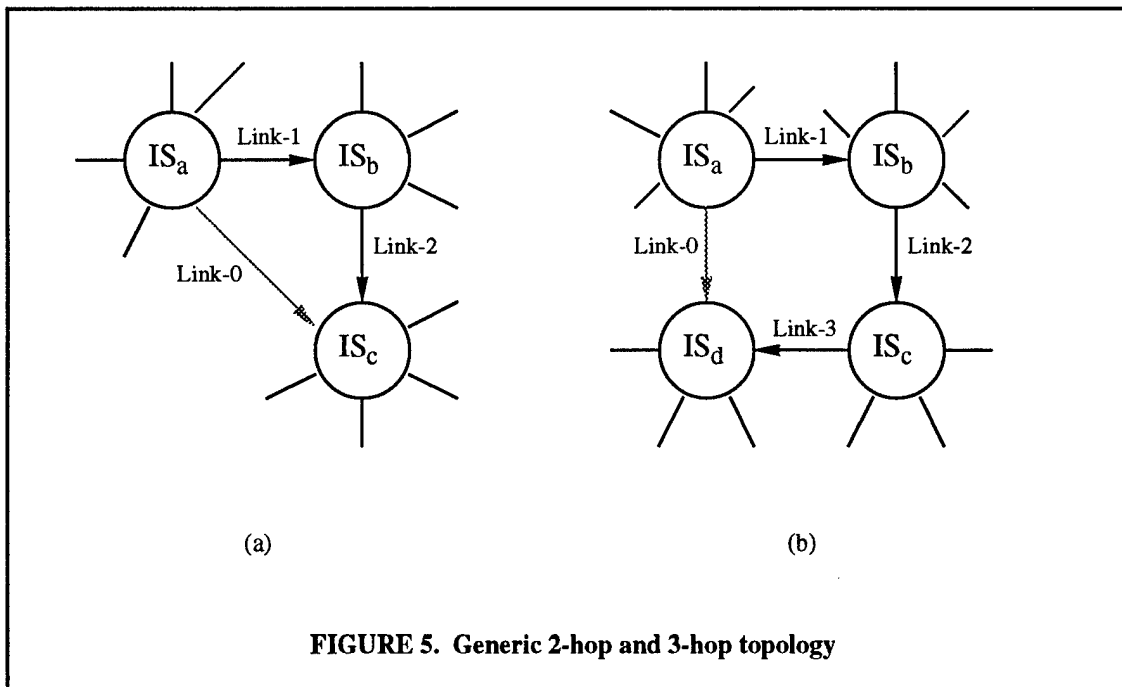 ISa
Link-1
ISb
Link-0
Link-2
ISc
(a)
ISa
Link-1
ISb
Link-0
Link-2
ISd
Link-3
ISc
(b)
FIGURE 5. Generic 2-hop and 3-hop topology